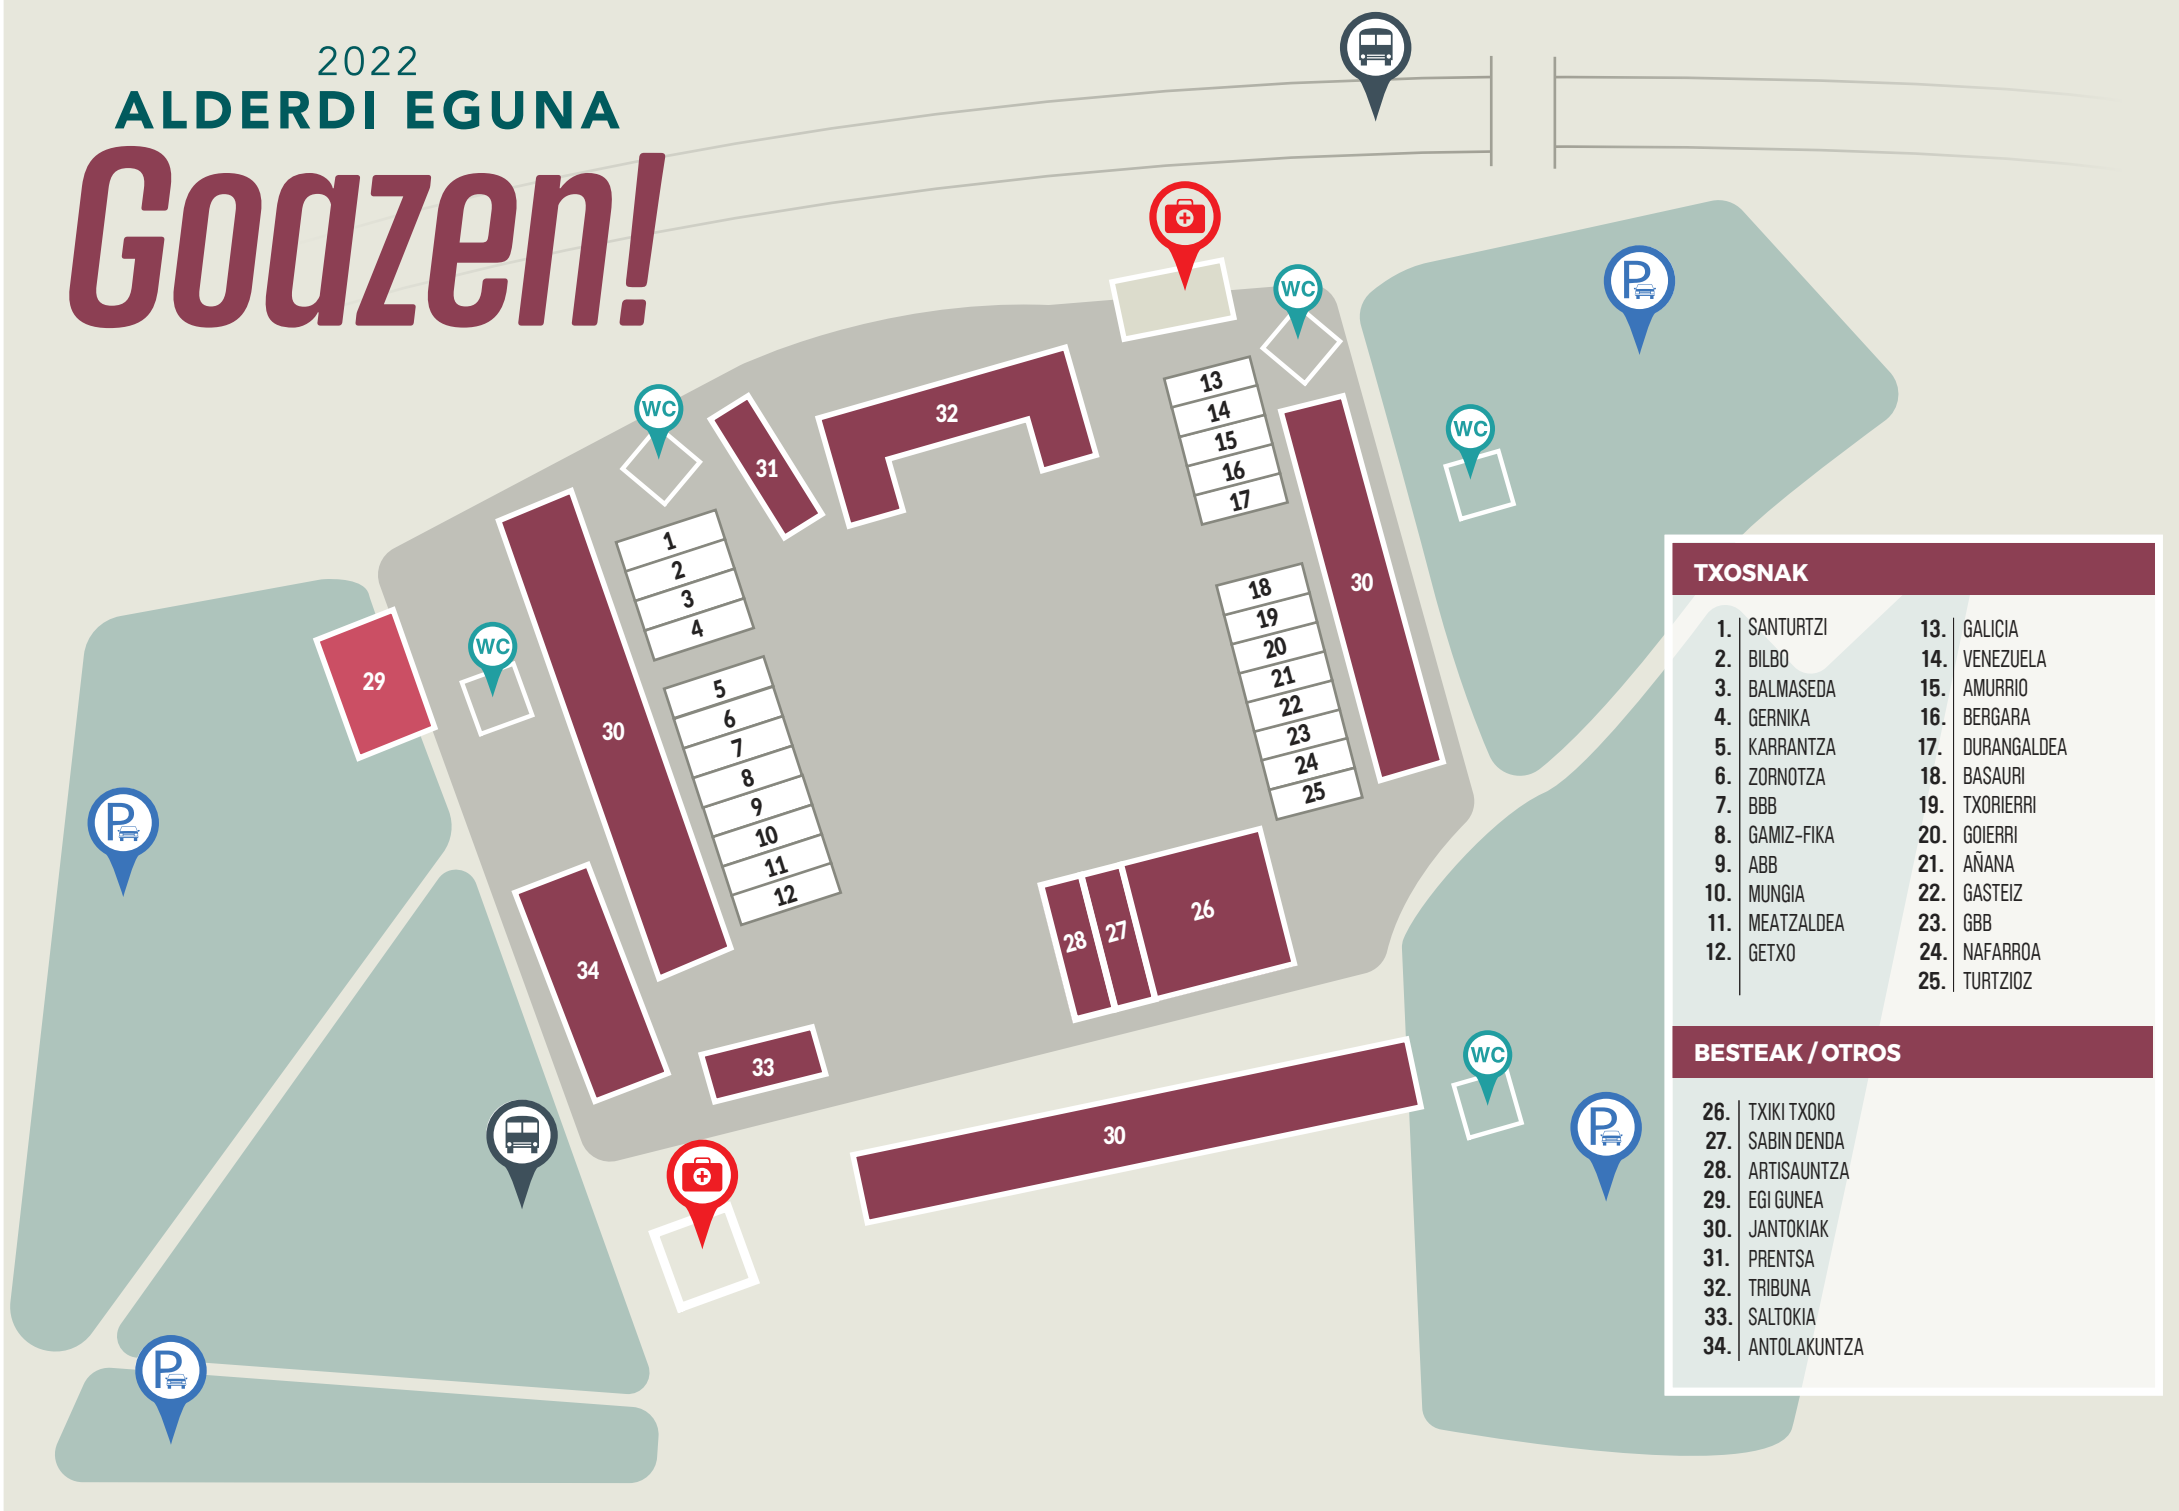 2022
ALDERDI EGUNA
Goazen!
WC
13
14
15
16
17
32
WC
31
WC
1
2
3
4
30
18
19
20
21
22
23
24
25
29
WC
30
5
6
7
8
9
10
11
12
P
P
26
27
28
34
33
30
WC
P
P
TXOSNAK
1. SANTURTZI
2. BILBO
3. BALMASEDA
4. GERNIKA
5. KARRANTZA
6. ZORNOTZA
7. BBB
8. GAMIZ-FIKA
9. ABB
10. MUNGIA
11. MEATZALDEA
12. GETXO
13. GALICIA
14. VENEZUELA
15. AMURRIO
16. BERGARA
17. DURANGALDEA
18. BASAURI
19. TXORIERRI
20. GOIERRI
21. AÑANA
22. GASTEIZ
23. GBB
24. NAFARROA
25. TURTZIOZ
BESTEAK / OTROS
26. TXIKI TXOKO
27. SABIN DENDA
28. ARTISAUNTZA
29. EGI GUNEA
30. JANTOKIAK
31. PRENTSA
32. TRIBUNA
33. SALTOKIA
34. ANTOLAKUNTZA